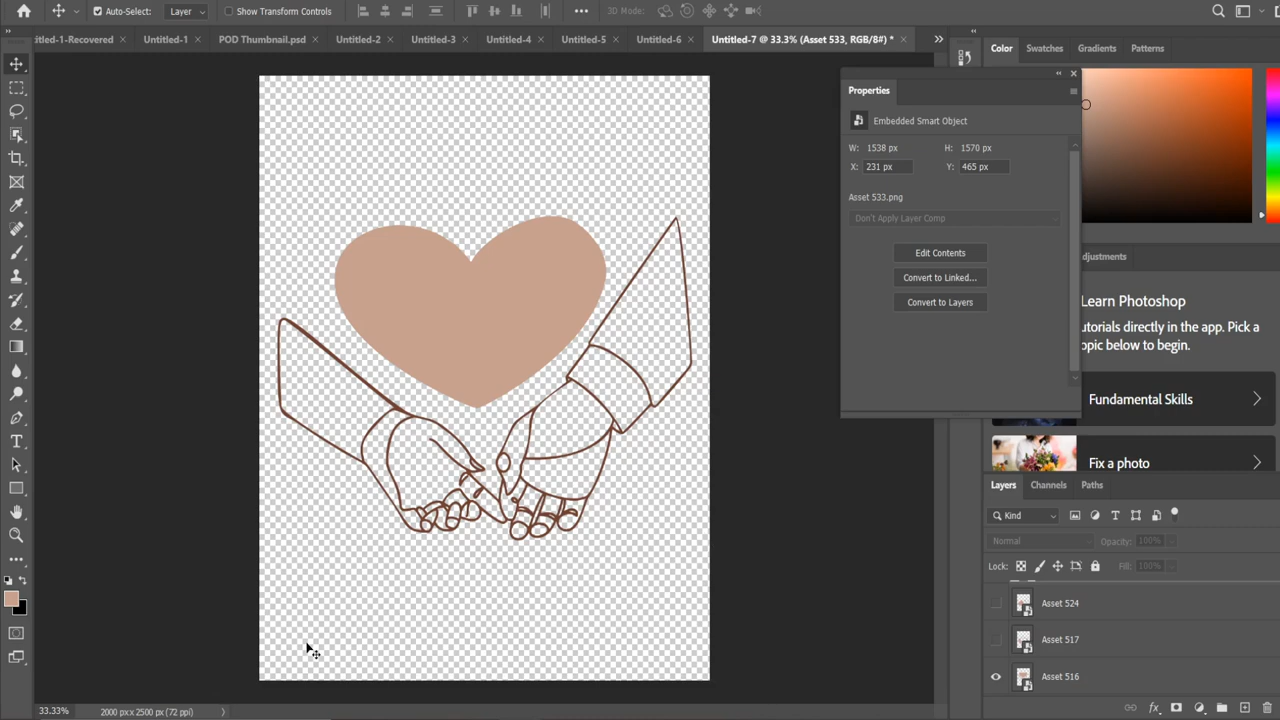 Auto-Select: Layer Show Transform Controls 3D Mode:
titled-1-Recovered Untitled-1 POD Thumbnail.psd Untitled-2 Untitled-3 Untitled-4 Untitled-5 Untitled-6 Untitled-7 @ 33.3% (Asset 533, RGB/8#) *
Color Swatches Gradients Patterns
Properties
Embedded Smart Object
W: 1538 px H: 1570 px
X: 231 px Y: 465 px
Asset 533.png
Don't Apply Layer Comp
Edit Contents
Convert to Linked...
Convert to Layers
djustments
Learn Photoshop
utorials directly in the app. Pick a
opic below to begin.
Fundamental Skills
Fix a photo
Layers Channels Paths
Kind
Normal Opacity: 100%
Lock: Fill: 100%
Asset 524
Asset 517
Asset 516
33.33% 2000 px x 2500 px (72 ppi)